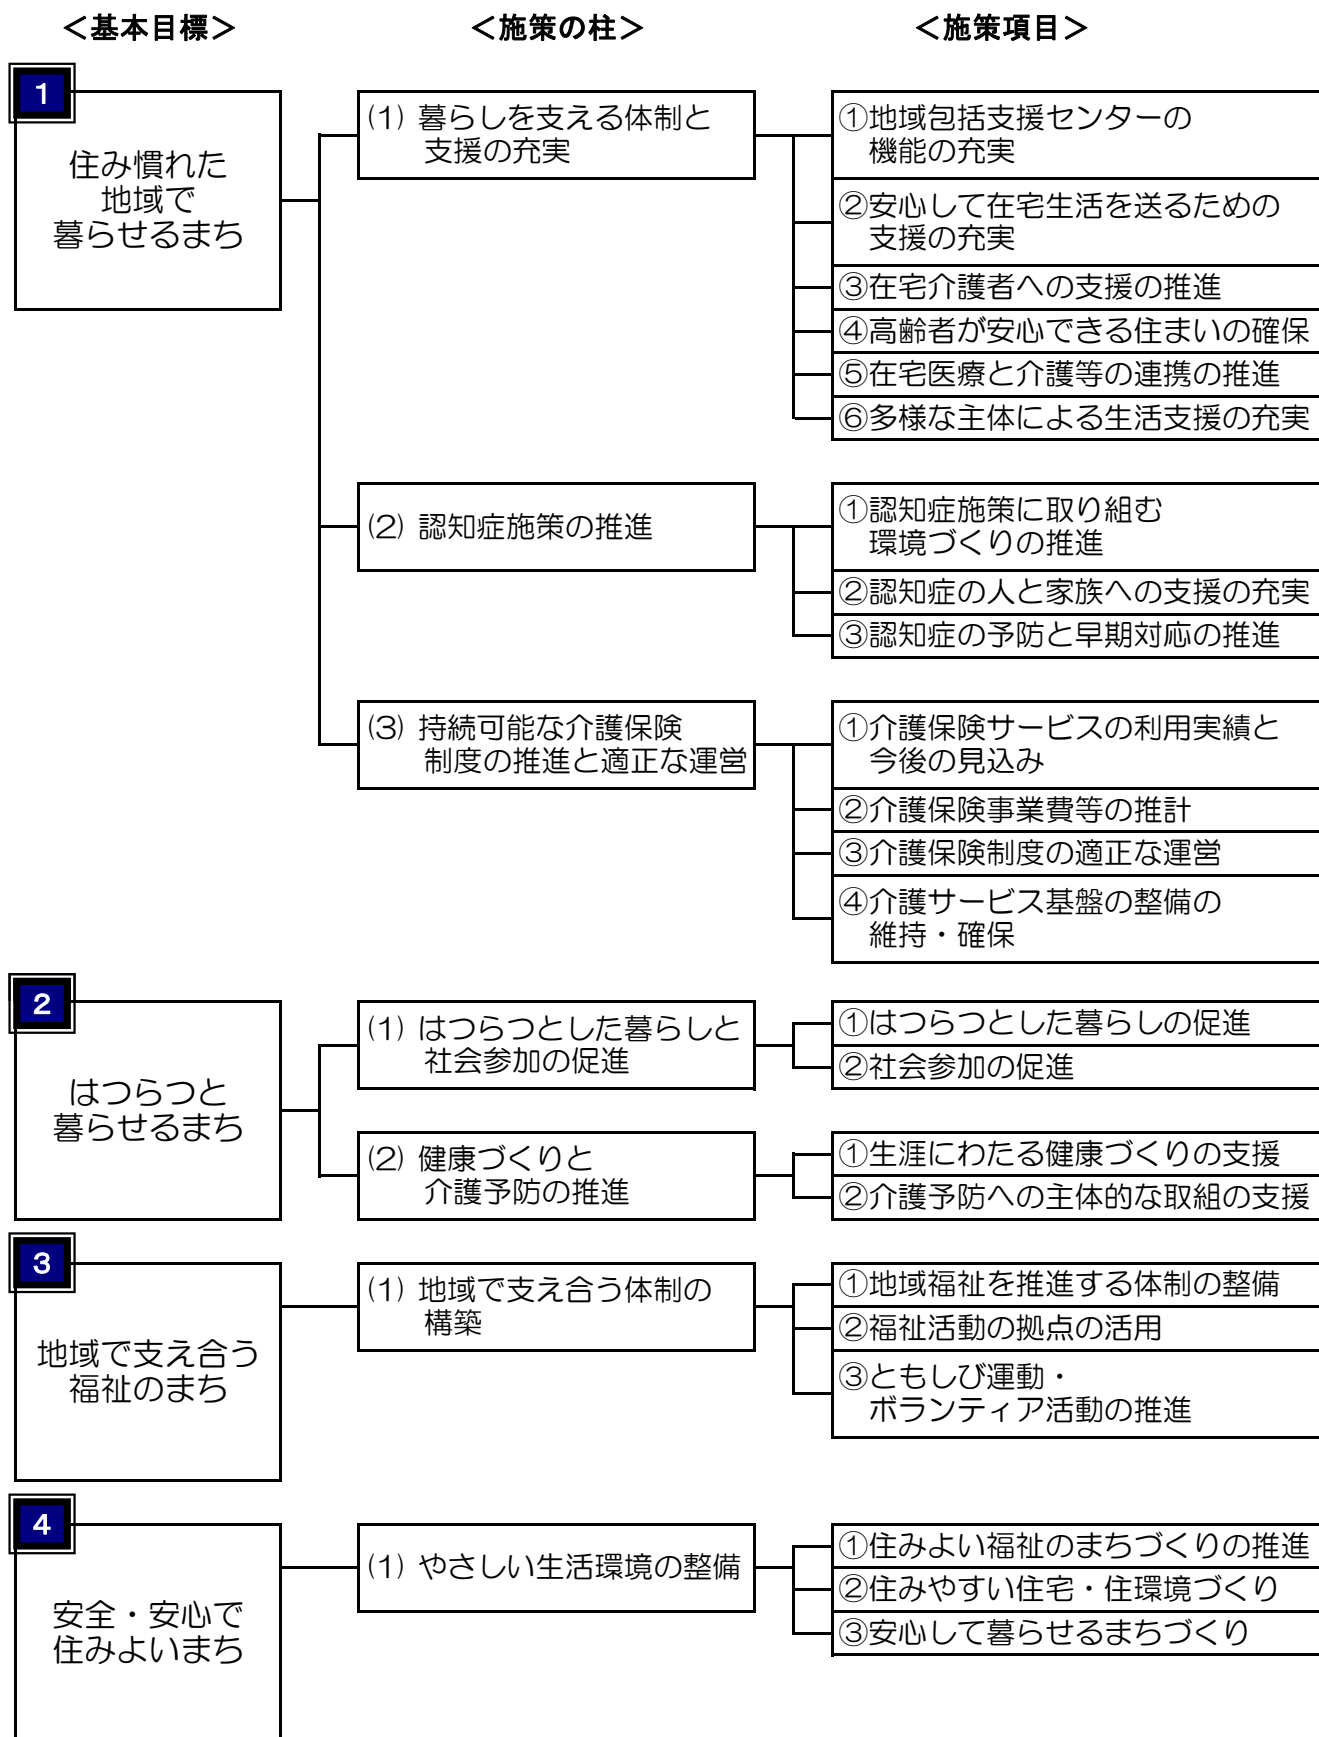 ＜基本目標＞
＜施策の柱＞
＜施策項目＞
1
住み慣れた
地域で
暮らせるまち
(1) 暮らしを支える体制と
支援の充実
①地域包括支援センターの
機能の充実
②安心して在宅生活を送るための
支援の充実
③在宅介護者への支援の推進
④高齢者が安心できる住まいの確保
⑤在宅医療と介護等の連携の推進
⑥多様な主体による生活支援の充実
(2) 認知症施策の推進
①認知症施策に取り組む
環境づくりの推進
②認知症の人と家族への支援の充実
③認知症の予防と早期対応の推進
(3) 持続可能な介護保険
制度の推進と適正な運営
①介護保険サービスの利用実績と
今後の見込み
②介護保険事業費等の推計
③介護保険制度の適正な運営
④介護サービス基盤の整備の
維持・確保
2
はつらつと
暮らせるまち
(1) はつらつとした暮らしと
社会参加の促進
①はつらつとした暮らしの促進
②社会参加の促進
(2) 健康づくりと
介護予防の推進
①生涯にわたる健康づくりの支援
②介護予防への主体的な取組の支援
3
地域で支え合う
福祉のまち
(1) 地域で支え合う体制の
構築
①地域福祉を推進する体制の整備
②福祉活動の拠点の活用
③ともしび運動・
ボランティア活動の推進
4
安全・安心で
住みよいまち
(1) やさしい生活環境の整備
①住みよい福祉のまちづくりの推進
②住みやすい住宅・住環境づくり
③安心して暮らせるまちづくり